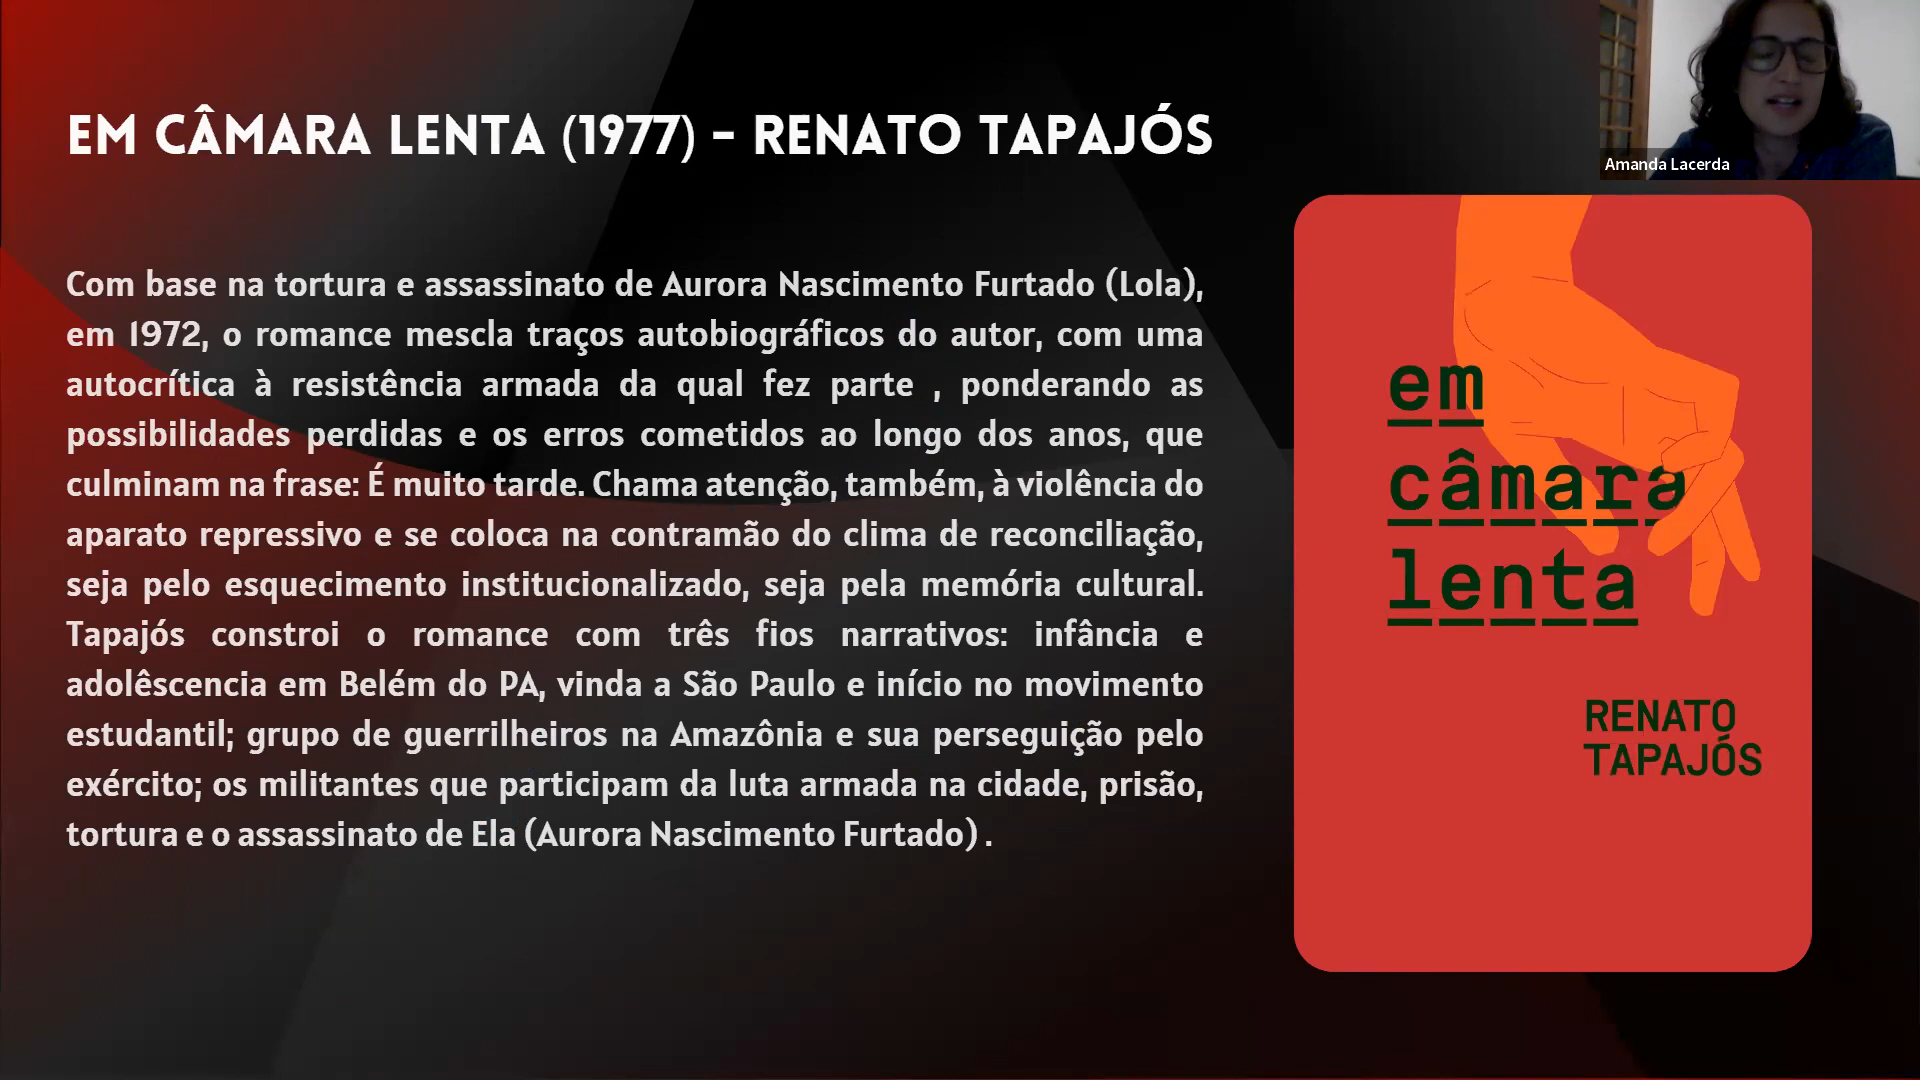 EM CÂMARA LENTA (1977) - RENATO TAPAJÓS
Amanda Lacerda
Com base na tortura e assassinato de Aurora Nascimento Furtado (Lola),
em 1972, o romance mescla traços autobiográficos do autor, com uma
autocrítica à resistência armada da qual fez parte , ponderando as
possibilidades perdidas e os erros cometidos ao longo dos anos, que
culminam na frase: É muito tarde. Chama atenção, também, à violência do
aparato repressivo e se coloca na contramão do clima de reconciliação,
seja pelo esquecimento institucionalizado, seja pela memória cultural.
Tapajós constroi o romance com três fios narrativos: infância e
adolêscencia em Belém do PA, vinda a São Paulo e início no movimento
estudantil; grupo de guerrilheiros na Amazônia e sua perseguição pelo
exército; os militantes que participam da luta armada na cidade, prisão,
tortura e o assassinato de Ela (Aurora Nascimento Furtado) .
em
câmara
lenta
RENATO
TAPAJÓS